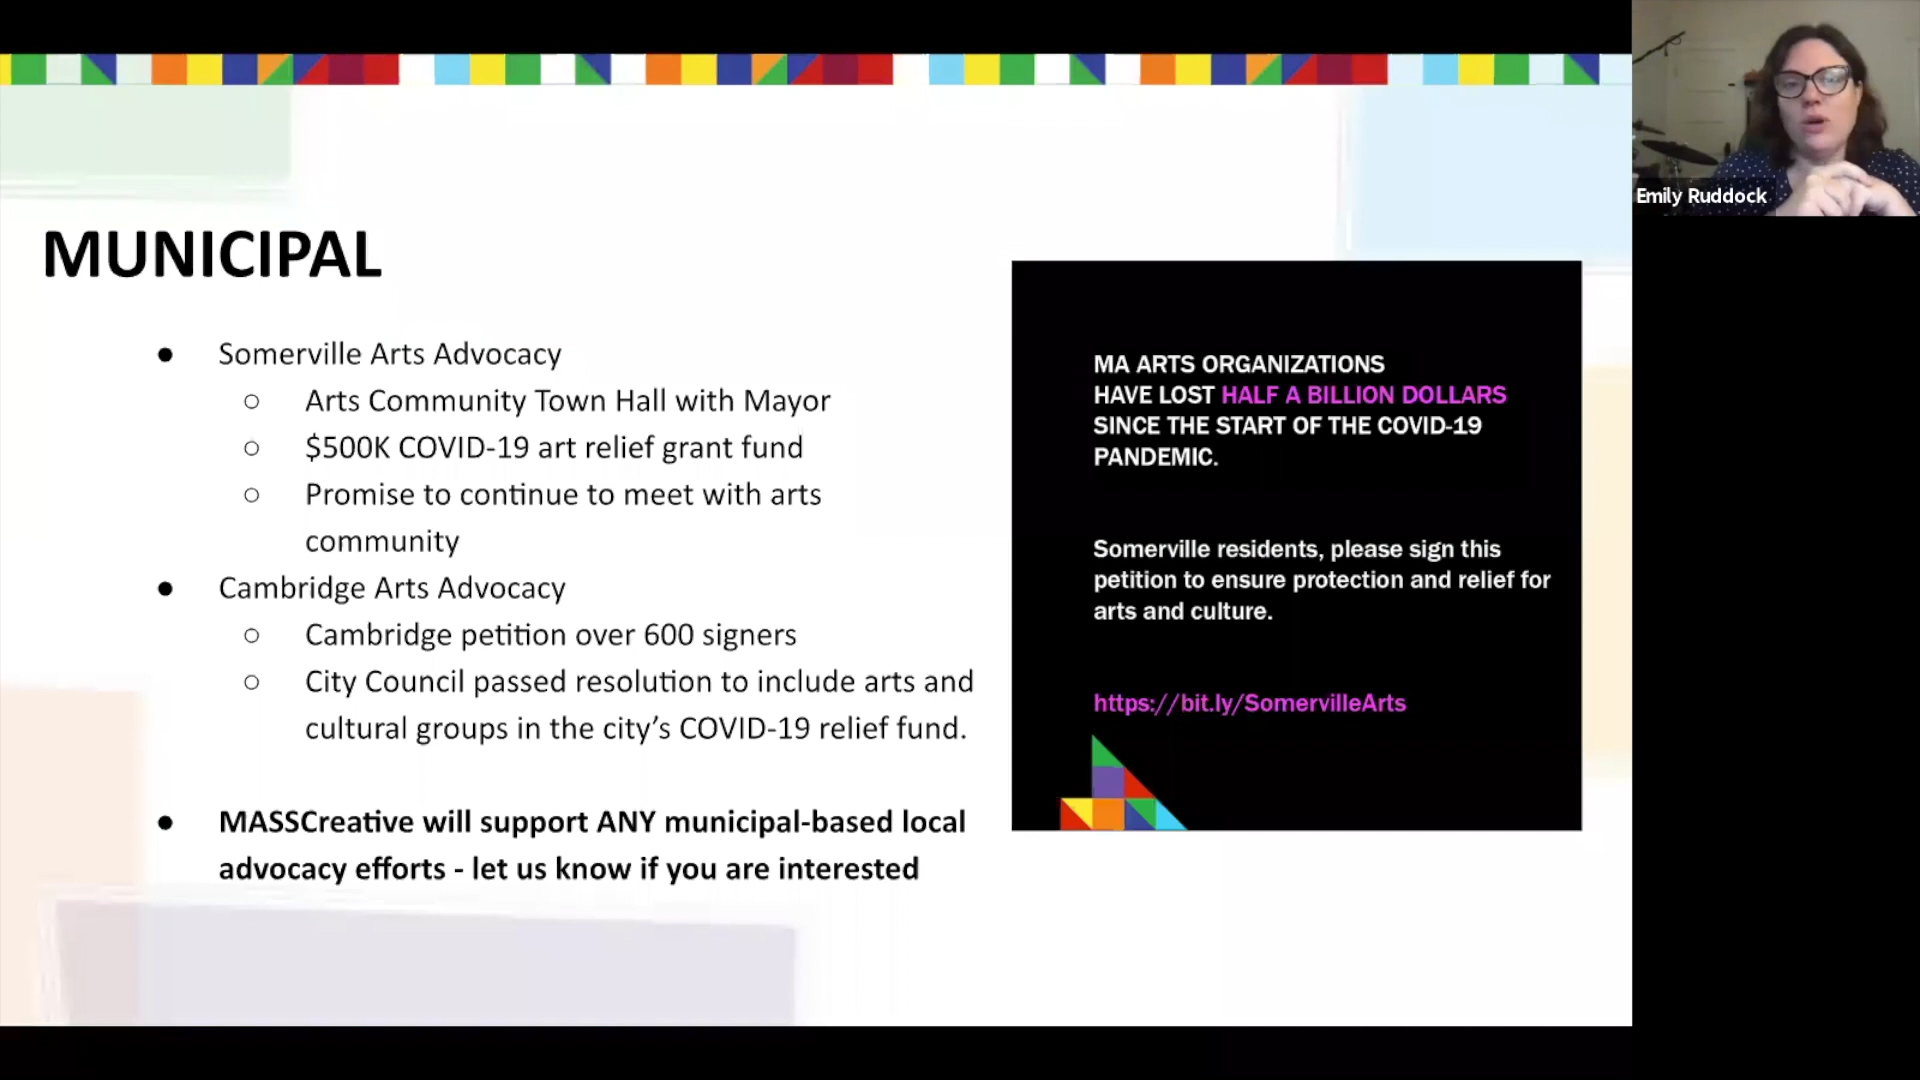 MUNICIPAL
● Somerville Arts Advocacy
○ Arts Community Town Hall with Mayor
○ $500K COVID-19 art relief grant fund
○ Promise to continue to meet with arts
community
● Cambridge Arts Advocacy
○ Cambridge petition over 600 signers
○ City Council passed resolution to include arts and
cultural groups in the city’s COVID-19 relief fund.
● MASSCreative will support ANY municipal-based local
advocacy efforts - let us know if you are interested
MA ARTS ORGANIZATIONS
HAVE LOST HALF A BILLION DOLLARS
SINCE THE START OF THE COVID-19
PANDEMIC.
Somerville residents, please sign this
petition to ensure protection and relief for
arts and culture.
https://bit.ly/SomervilleArts
Emily Ruddock